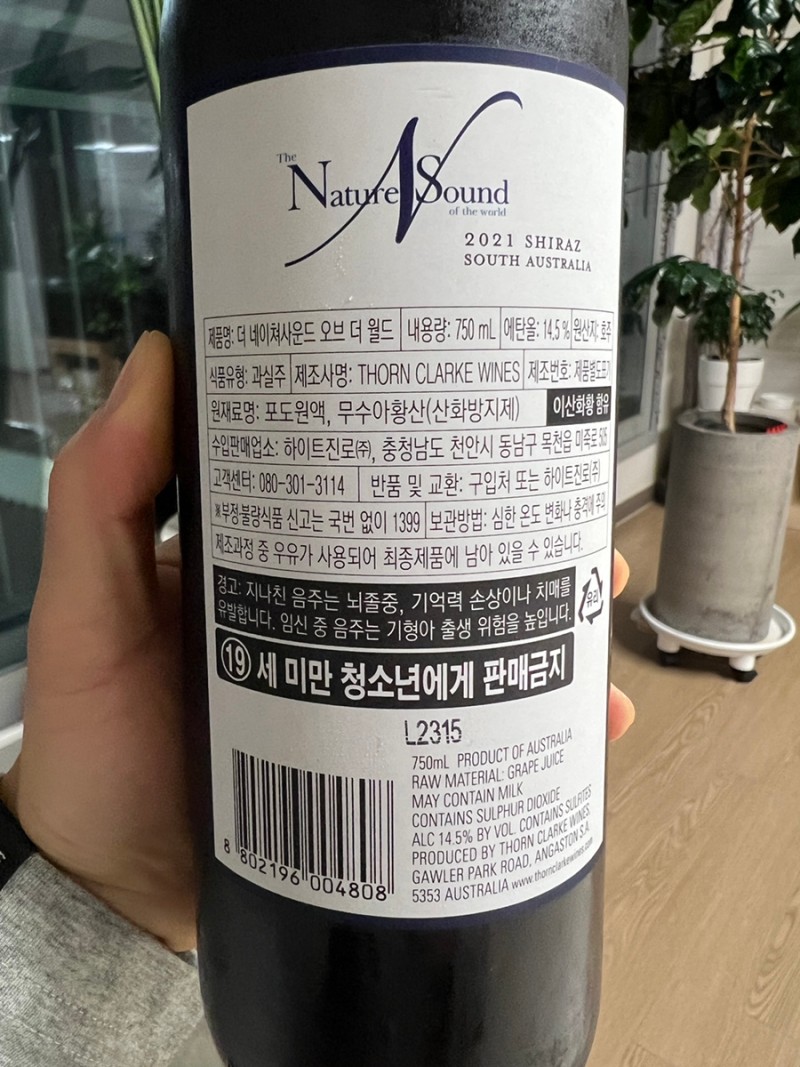 The
Nature Sound
of the world
2021 SHIRAZ
SOUTH AUSTRALIA
제품명: 더 네이쳐사운드 오브 더 월드 내용량: 750 mL 에탄올: 14.5 % 원산지: 호주
식품유형: 과실주 제조사명: THORN CLARKE WINES 제조번호: 제품별도표기
원재료명: 포도원액, 무수아황산(산화방지제) 이산화황 함유
수입판매업소: 하이트진로㈜, 충청남도 천안시 동남구 목천읍 미죽로 585
고객센터: 080-301-3114 반품 및 교환: 구입처 또는 하이트진로㈜
※부정·불량식품 신고는 국번 없이 1399 보관방법: 심한 온도 변화나 충격에 주의
제조과정 중 우유가 사용되어 최종제품에 남아 있을 수 있습니다.
경고: 지나친 음주는 뇌졸중, 기억력 손상이나 치매를
유발합니다. 임신 중 음주는 기형아 출생 위험을 높입니다.
유리
19 세 미만 청소년에게 판매금지
L2315
750mL PRODUCT OF AUSTRALIA
RAW MATERIAL: GRAPE JUICE
MAY CONTAIN MILK
CONTAINS SULPHUR DIOXIDE
ALC 14.5% BY VOL. CONTAINS SULFITES
PRODUCED BY THORN CLARKE WINES,
GAWLER PARK ROAD, ANGASTON S.A.
5353 AUSTRALIA www.thornclarkewines.com
8 802196 004808